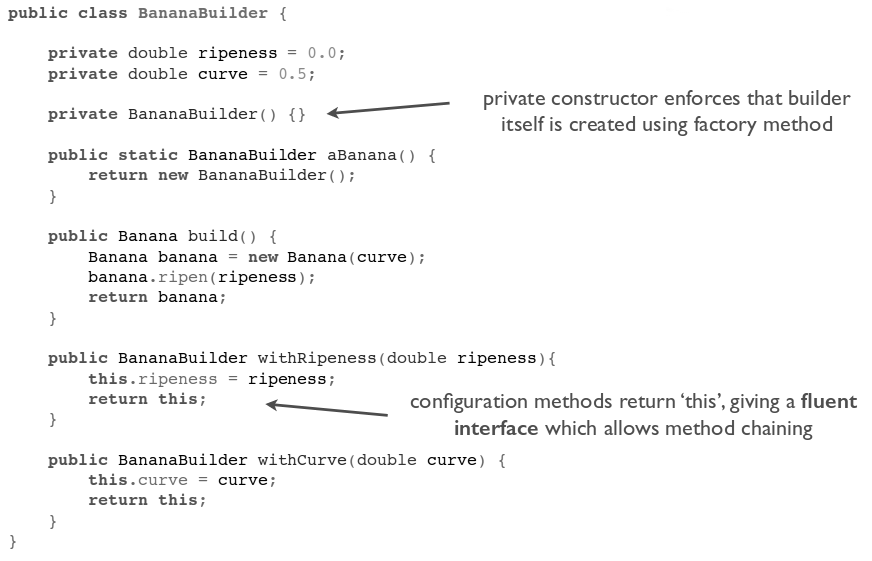 public class BananaBuilder {
    private double ripeness = 0.0;
    private double curve = 0.5;
    private BananaBuilder() {}
private constructor enforces that builder
itself is created using factory method
    public static BananaBuilder aBanana() {
        return new BananaBuilder();
    }
    public Banana build() {
        Banana banana = new Banana(curve);
        banana.ripen(ripeness);
        return banana;
    }
    public BananaBuilder withRipeness(double ripeness){
        this.ripeness = ripeness;
        return this;
    }
configuration methods return ‘this’, giving a fluent
interface which allows method chaining
    public BananaBuilder withCurve(double curve) {
        this.curve = curve;
        return this;
    }
}